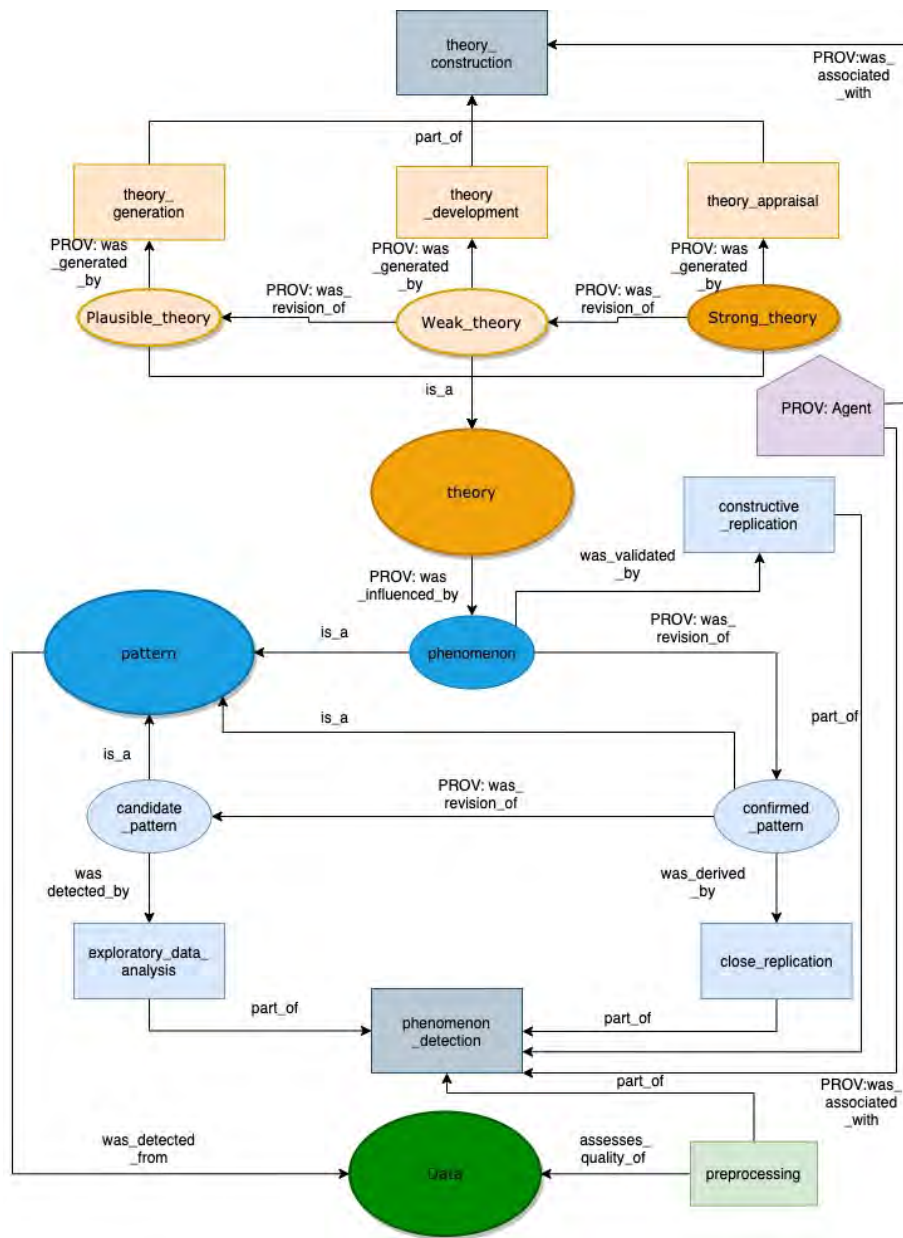 theory_
construction
PROV:was_
associated
_with
part_of
theory_
generation
theory
_development
theory_appraisal
PROV: was
_generated
_by
PROV: was
_generated
_by
PROV: was
_generated
_by
PROV: was_
revision_of
PROV: was_
revision_of
Plausible_theory
Weak_theory
Strong_theory
is_a
PROV: Agent
theory
constructive
_replication
PROV: was
_influenced_by
was_validated
_by
PROV: was_
revision_of
pattern
is_a
phenomenon
is_a
part_of
is_a
PROV: was_
revision_of
candidate
_pattern
confirmed
_pattern
was
detected_by
was_derived
_by
exploratory_data_
analysis
close_replication
part_of
phenomenon
_detection
part_of
part_of
PROV:was_
associated
_with
was_detected
_from
Data
assesses_
quality_of
preprocessing